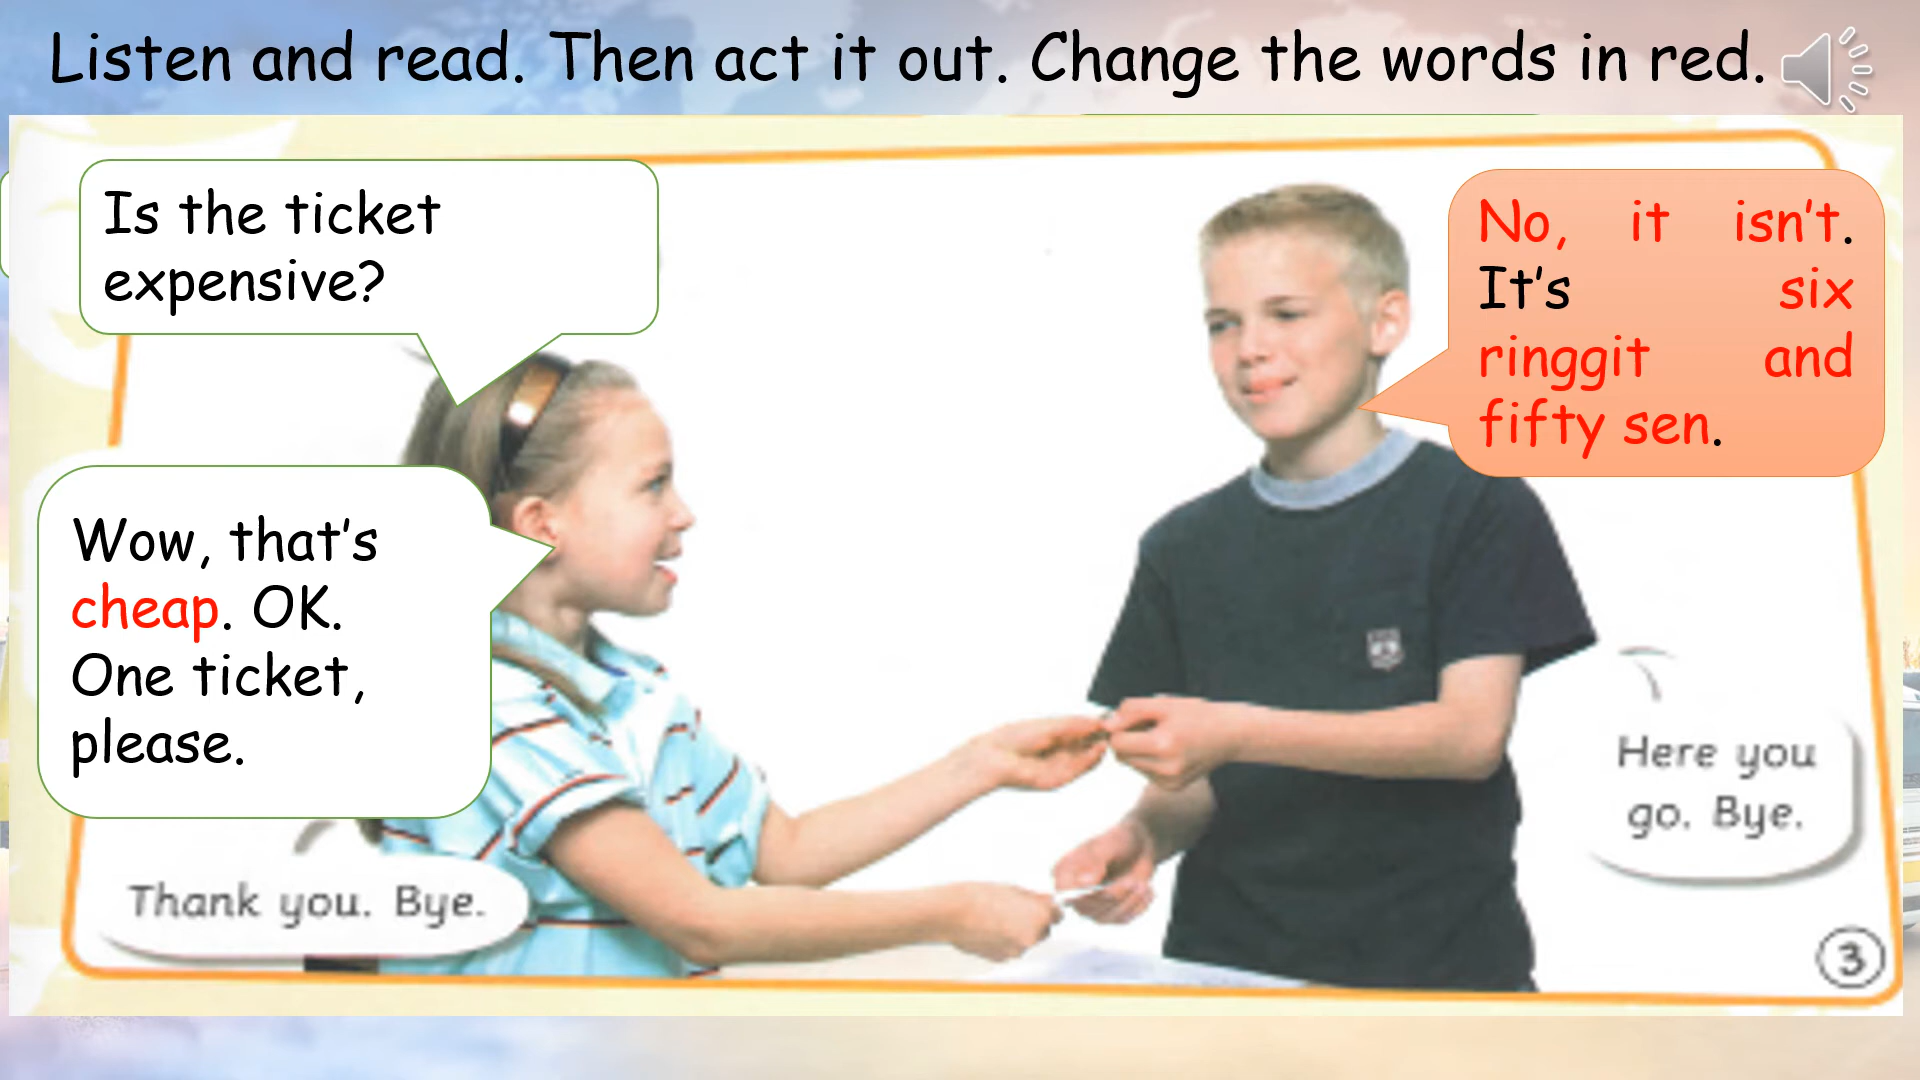 Listen and read. Then act it out. Change the words in red.
Is the ticket
expensive?
No, it isn't.
It's six
ringgit and
fifty sen.
Wow, that's
cheap. OK.
One ticket,
please.
Here you
go. Bye.
Thank you. Bye.
3